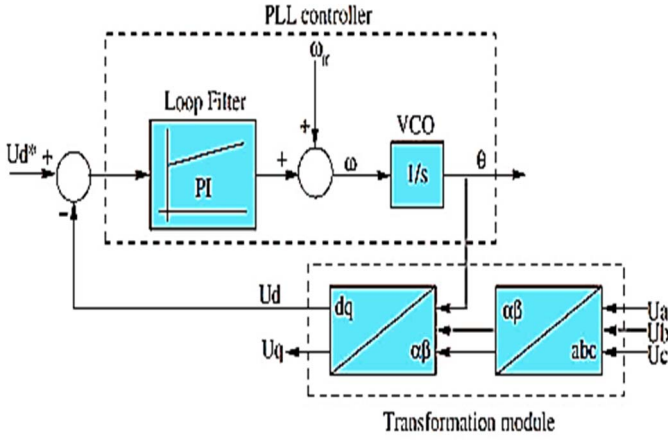 PLL controller
ω_ff
Loop Filter
VCO
Ud* +
+
+
ω
θ
PI
1/s
-
Ud
dq
αβ
Ua
Ub
Uq
αβ
abc
Uc
Transformation module